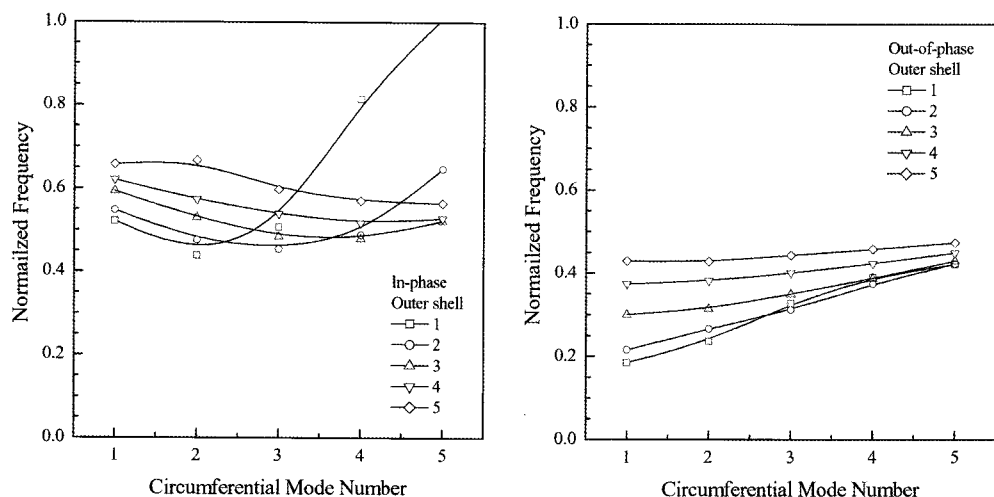 1.0
0.8
0.6
0.4
0.2
0.0
Normailzed Frequency
In-phase
Outer shell
1
2
3
4
5
1 2 3 4 5
Circumferential Mode Number
1.0
0.8
0.6
0.4
0.2
0.0
Normailzed Frequency
Out-of-phase
Outer shell
1
2
3
4
5
1 2 3 4 5
Circumferential Mode Number